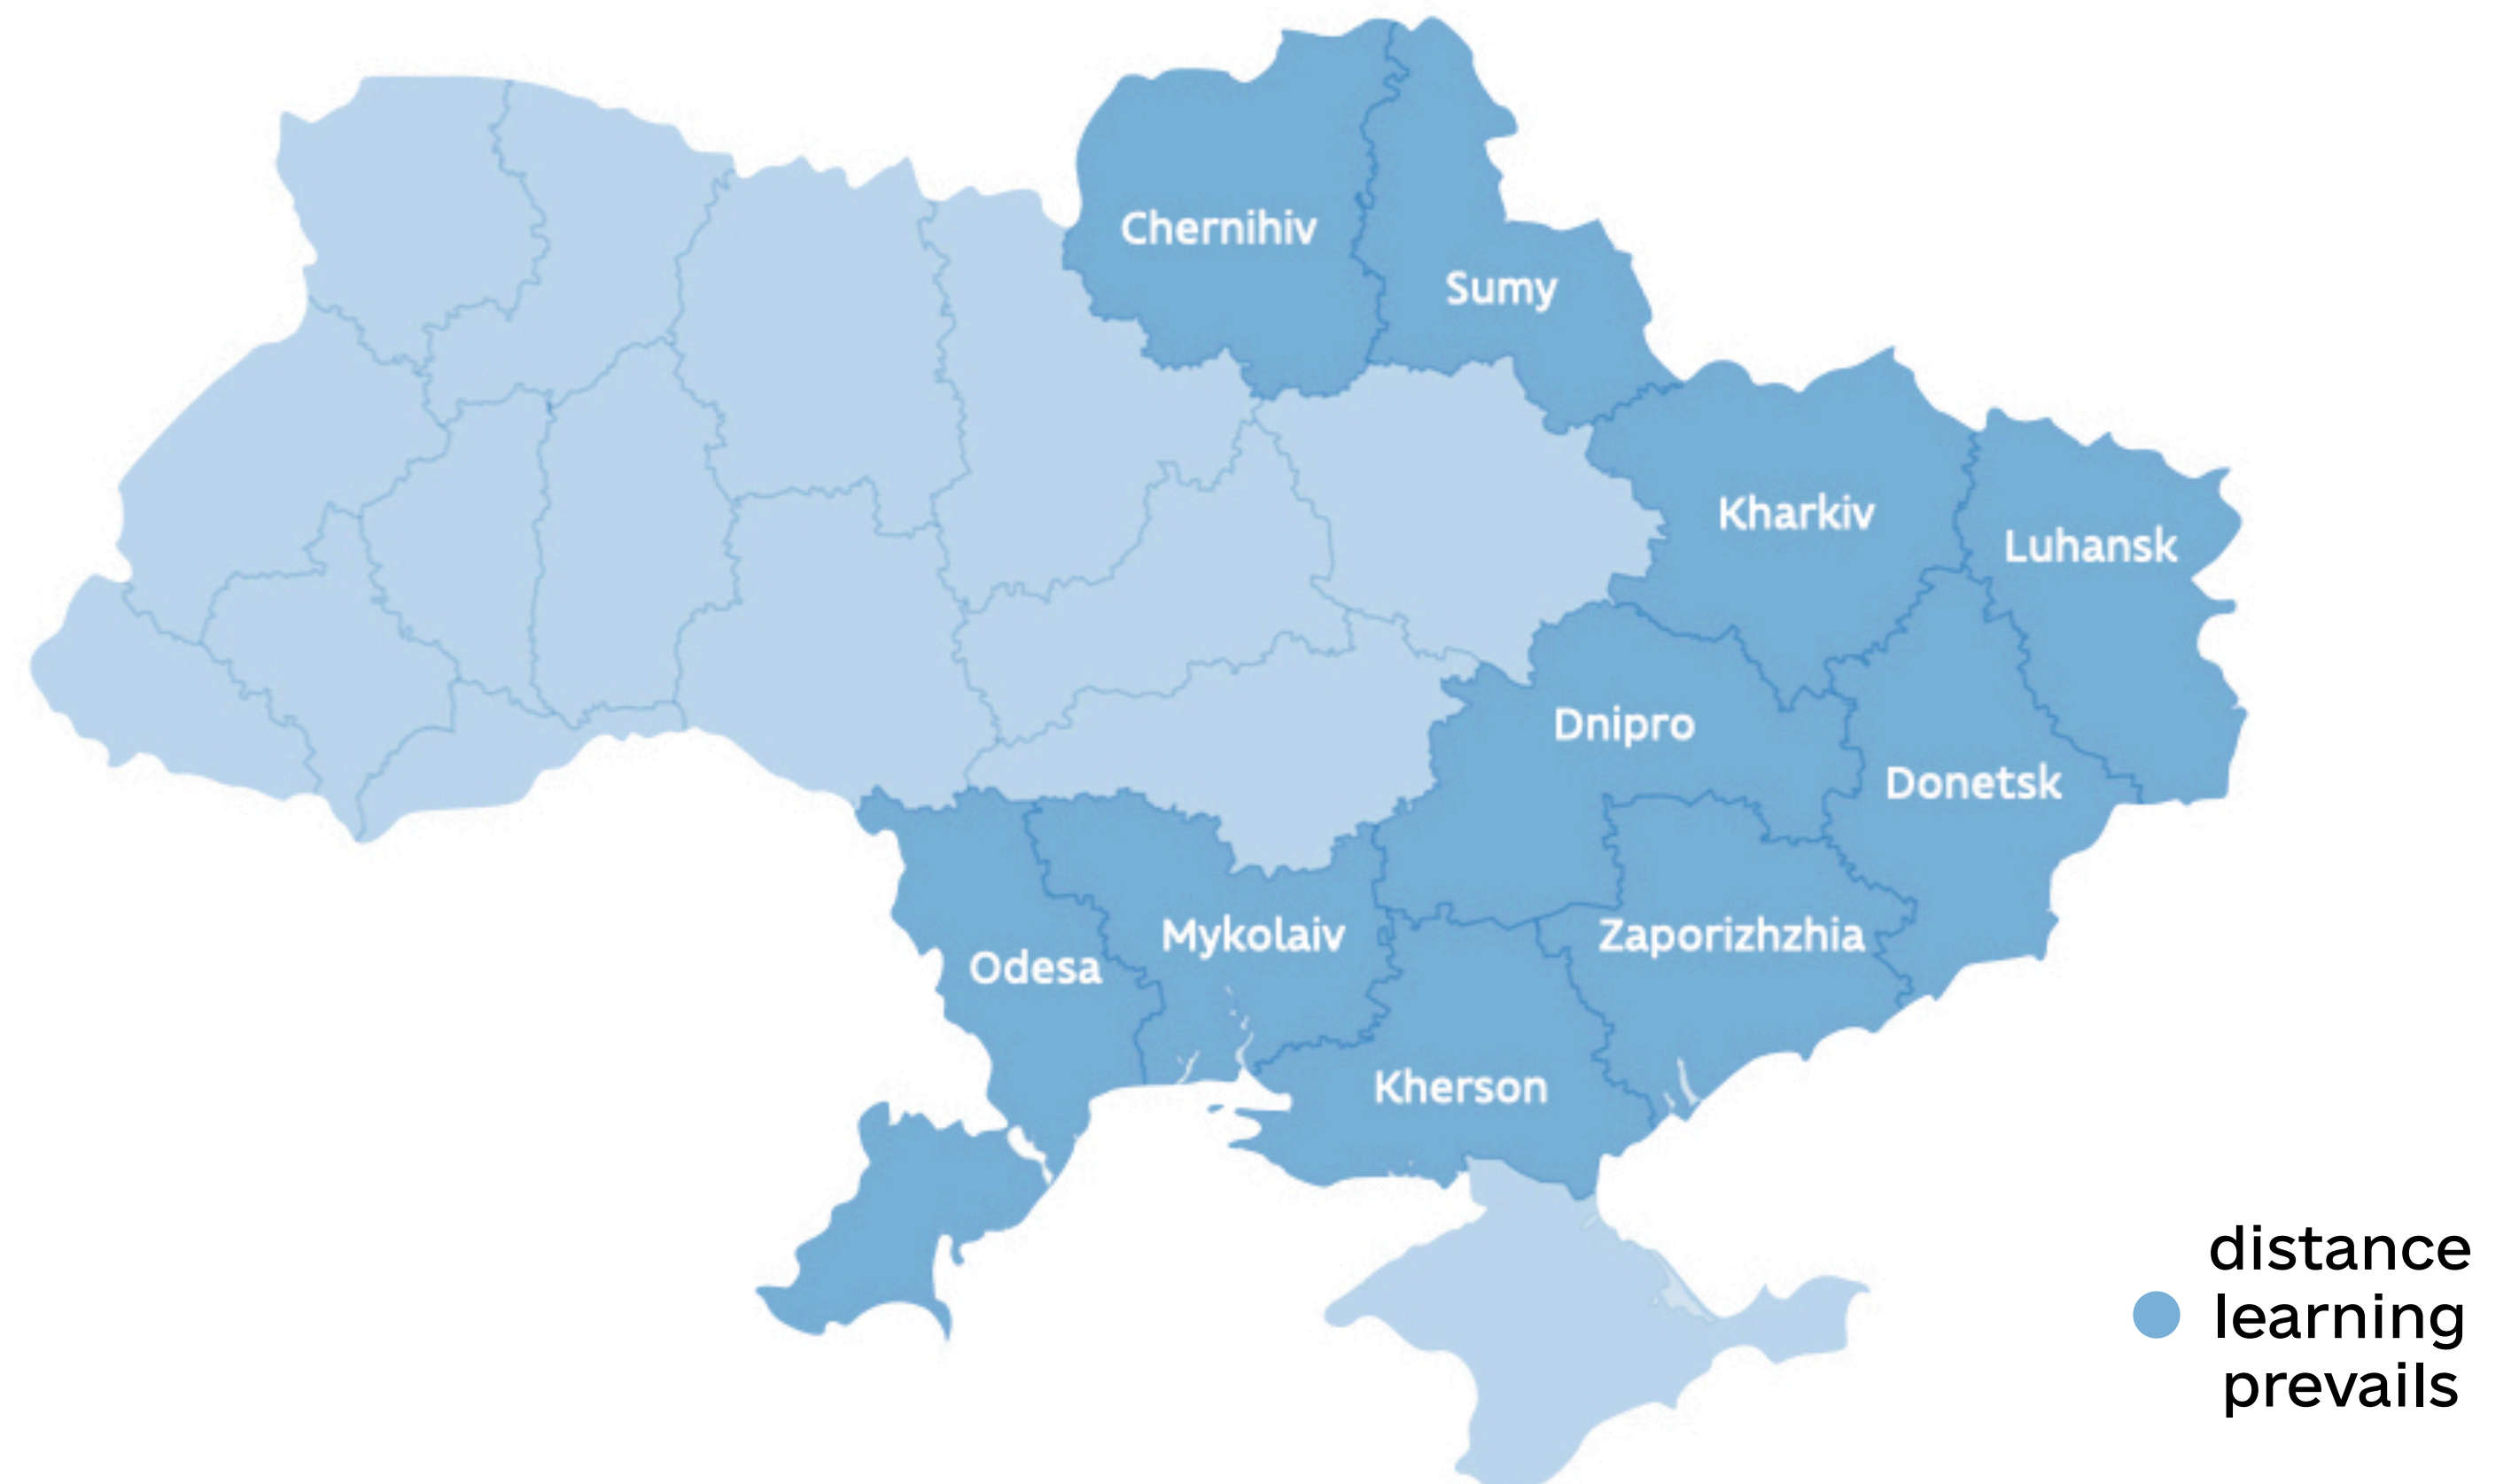 Chernihiv
Sumy
Kharkiv
Luhansk
Dnipro
Donetsk
Mykolaiv
Zaporizhzhia
Odesa
Kherson
distance
learning
prevails